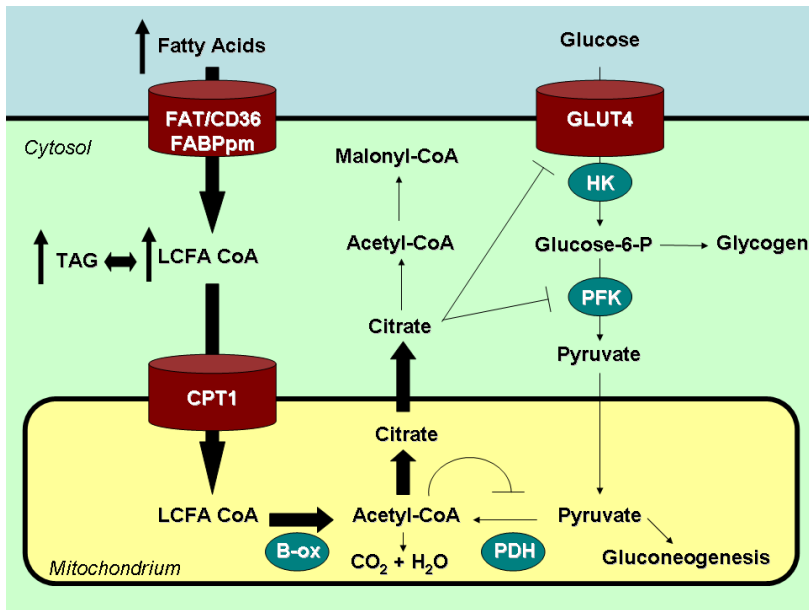 Fatty Acids
Glucose
FAT/CD36
FABPpm
GLUT4
Cytosol
Malonyl-CoA
HK
TAG
LCFA CoA
Acetyl-CoA
Glucose-6-P
Glycogen
PFK
Citrate
Pyruvate
CPT1
Citrate
LCFA CoA
Acetyl-CoA
Pyruvate
B-ox
CO₂ + H₂O
PDH
Gluconeogenesis
Mitochondrium